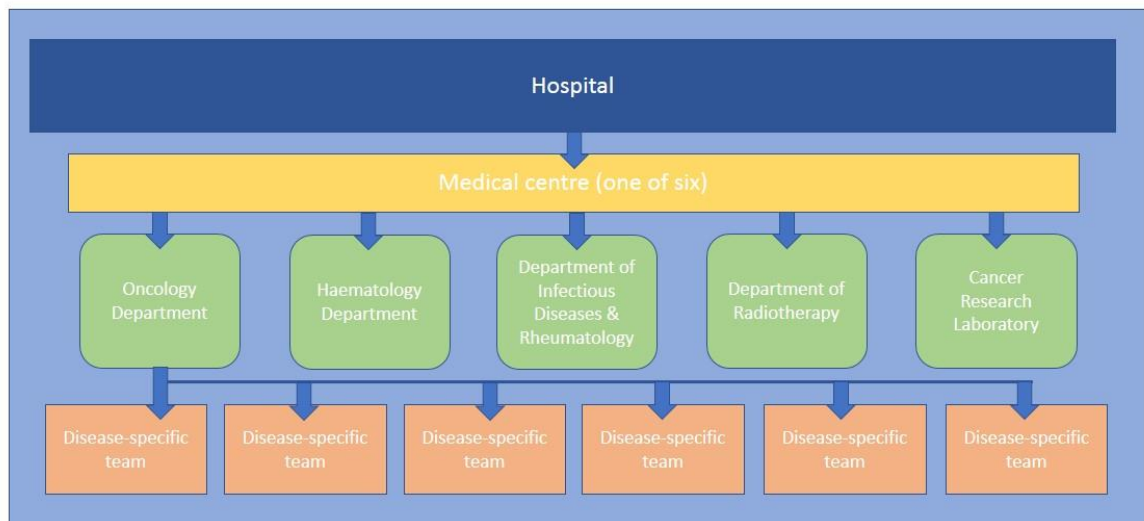 Hospital
Medical centre (one of six)
Oncology
Department
Haematology
Department
Department of
Infectious
Diseases &
Rheumatology
Department of
Radiotherapy
Cancer
Research
Laboratory
Disease-specific
team
Disease-specific
team
Disease-specific
team
Disease-specific
team
Disease-specific
team
Disease-specific
team